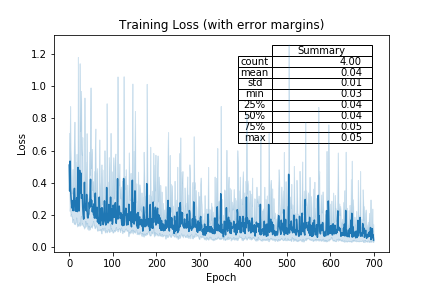 Training Loss (with error margins)
Summary
count 4.00
mean 0.04
std 0.01
min 0.03
25% 0.04
50% 0.04
75% 0.05
max 0.05
1.2
1.0
0.8
0.6
0.4
0.2
0.0
Loss
0 100 200 300 400 500 600 700
Epoch